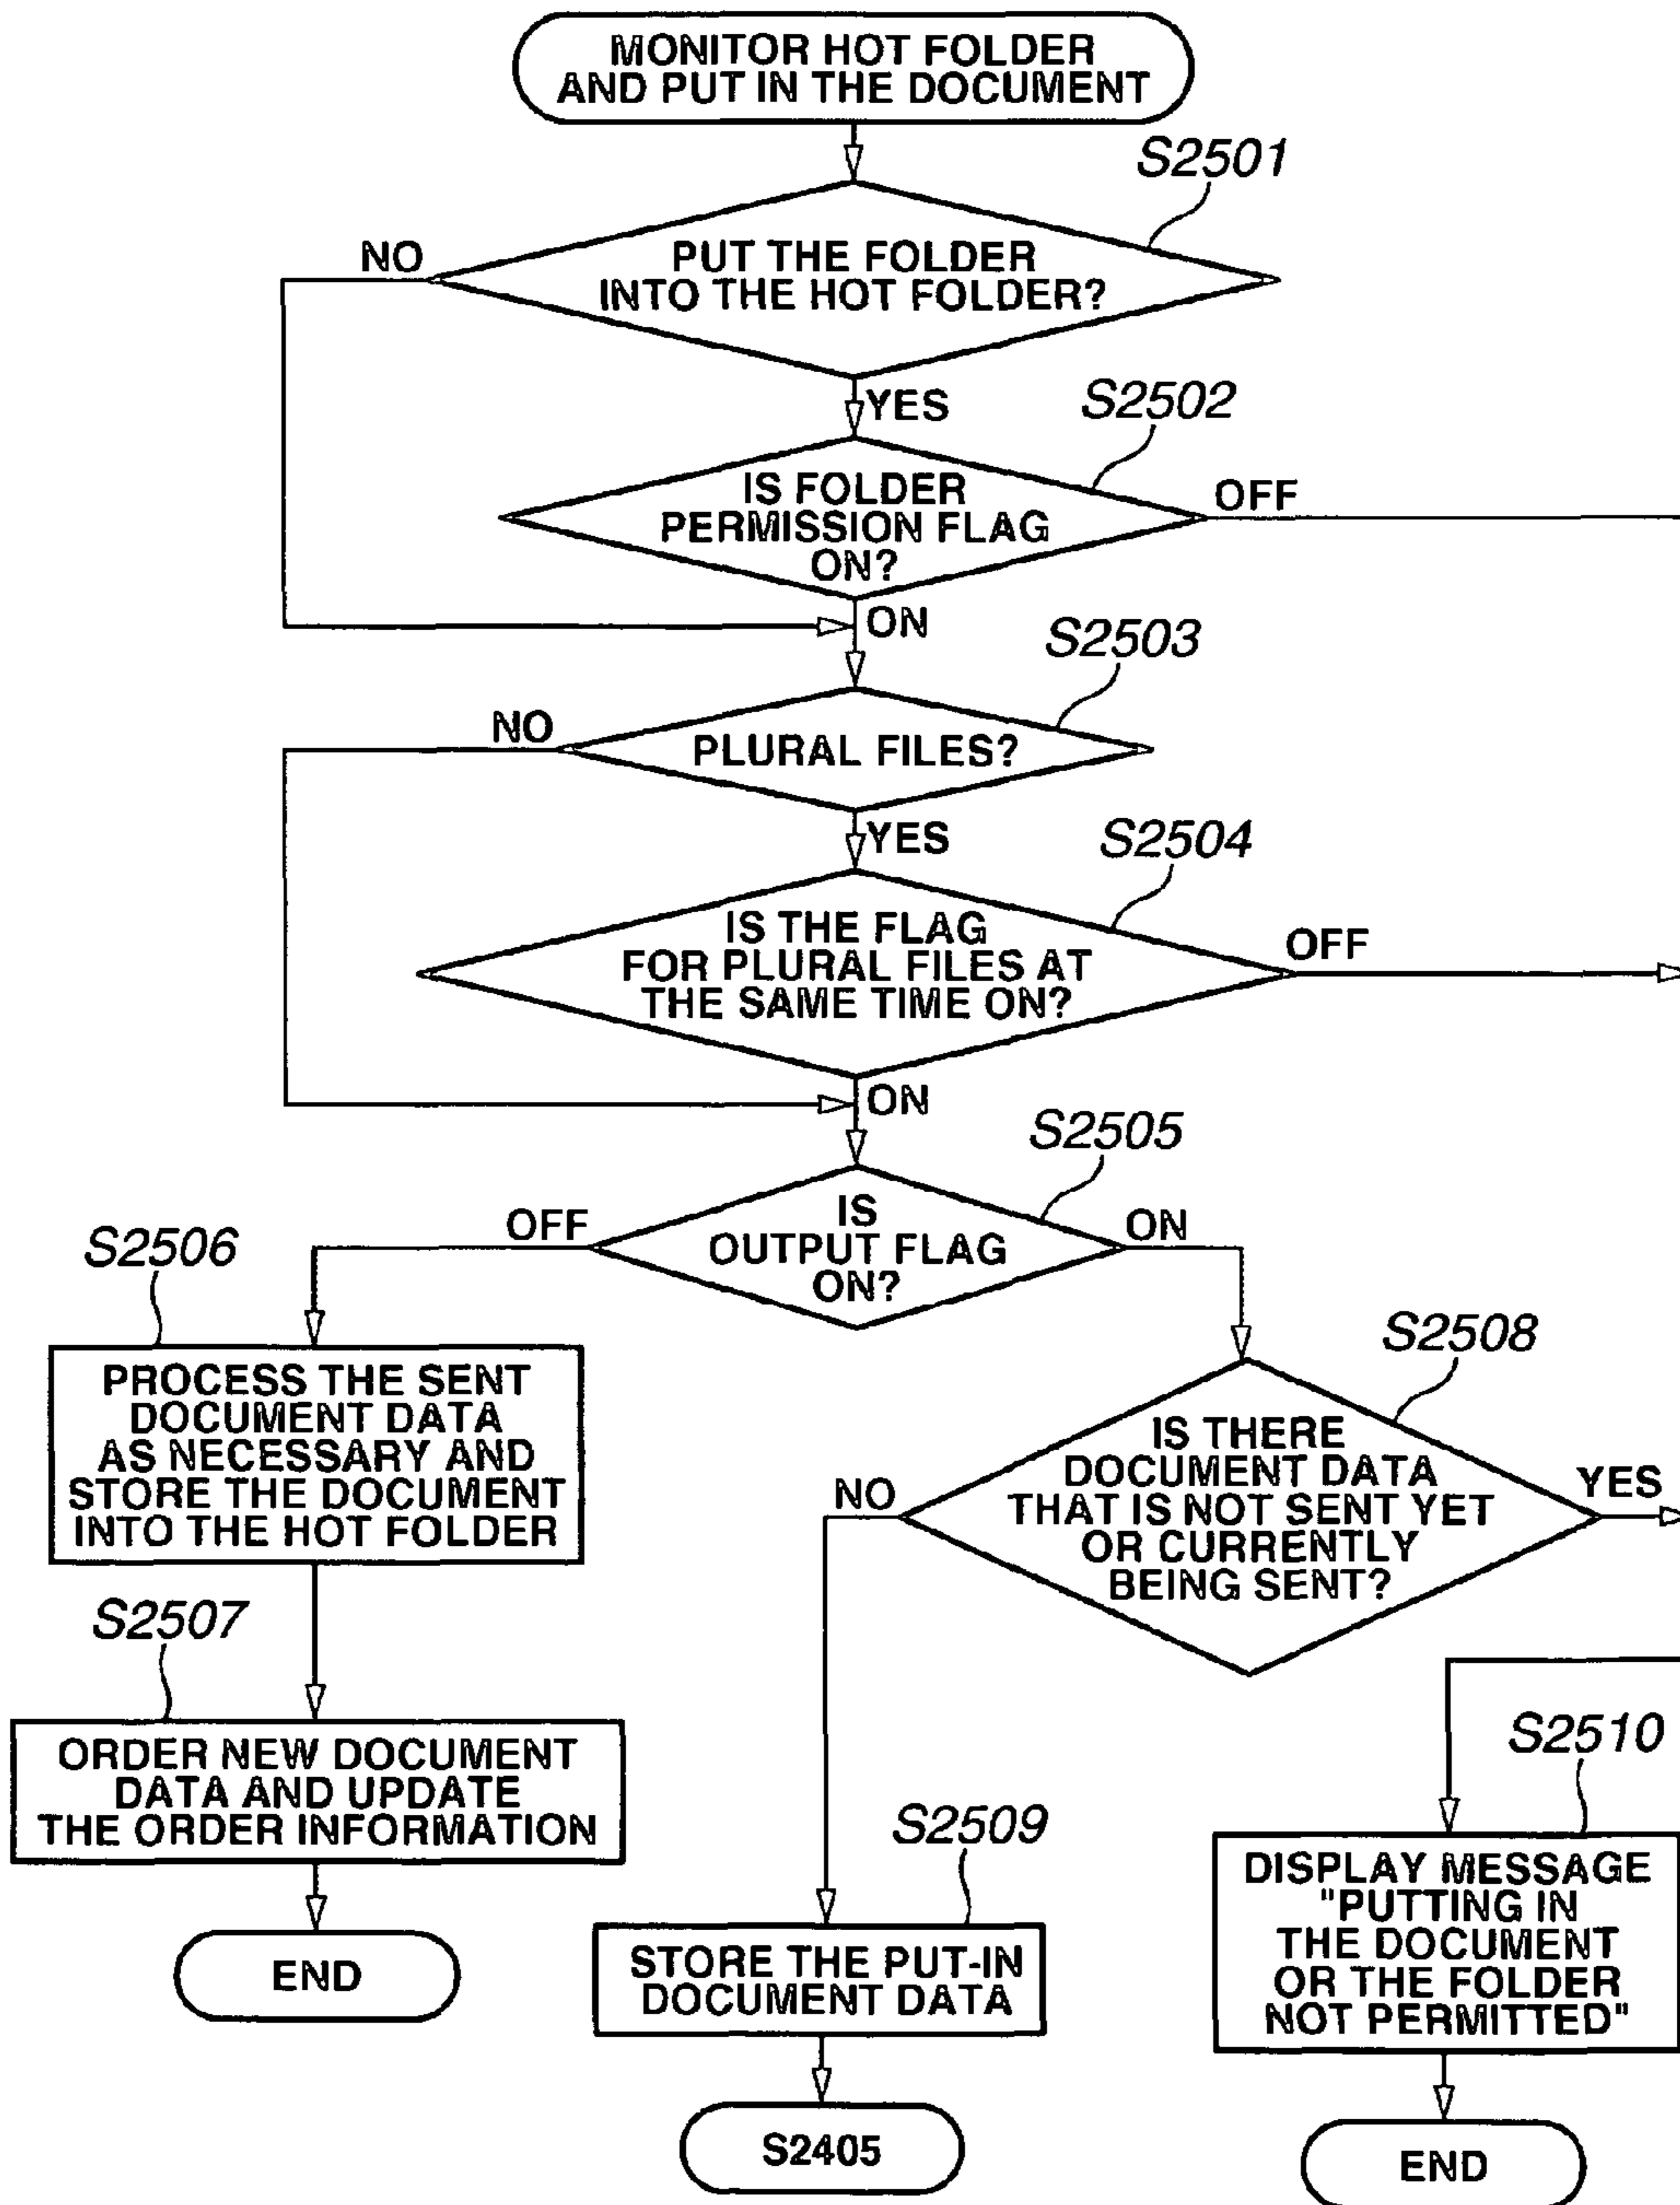 MONITOR HOT FOLDER
AND PUT IN THE DOCUMENT
S2501
NO
PUT THE FOLDER
INTO THE HOT FOLDER?
YES
S2502
IS FOLDER
PERMISSION FLAG
ON?
OFF
ON
S2503
NO
PLURAL FILES?
YES
S2504
IS THE FLAG
FOR PLURAL FILES AT
THE SAME TIME ON?
OFF
ON
S2505
OFF
IS
OUTPUT FLAG
ON?
ON
S2506
PROCESS THE SENT
DOCUMENT DATA
AS NECESSARY AND
STORE THE DOCUMENT
INTO THE HOT FOLDER
S2508
NO
IS THERE
DOCUMENT DATA
THAT IS NOT SENT YET
OR CURRENTLY
BEING SENT?
YES
S2507
ORDER NEW DOCUMENT
DATA AND UPDATE
THE ORDER INFORMATION
END
S2509
STORE THE PUT-IN
DOCUMENT DATA
S2405
S2510
DISPLAY MESSAGE
"PUTTING IN
THE DOCUMENT
OR THE FOLDER
NOT PERMITTED"
END